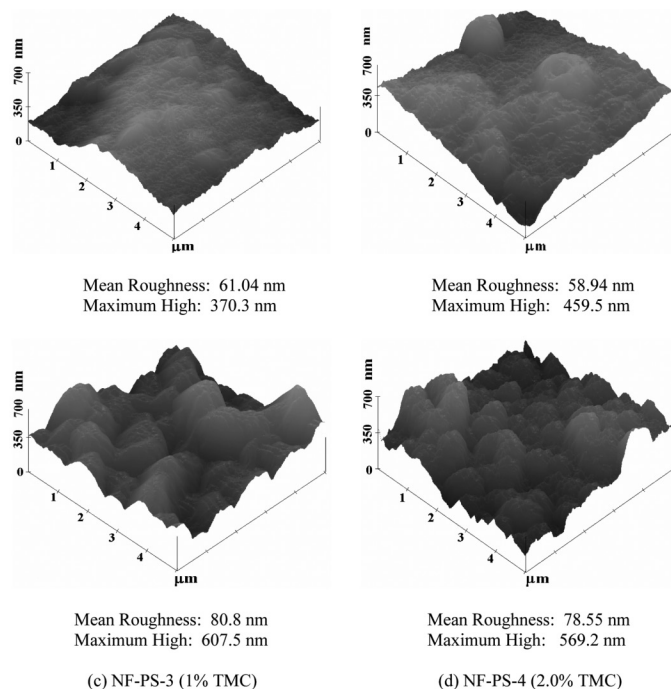 nm
700
350
0
1
2
3
4
μm
Mean Roughness: 61.04 nm
Maximum High: 370.3 nm
nm
700
350
0
1
2
3
4
μm
Mean Roughness: 58.94 nm
Maximum High: 459.5 nm
nm
700
350
0
1
2
3
4
μm
Mean Roughness: 80.8 nm
Maximum High: 607.5 nm
(c) NF-PS-3 (1% TMC)
nm
700
350
0
1
2
3
4
μm
Mean Roughness: 78.55 nm
Maximum High: 569.2 nm
(d) NF-PS-4 (2.0% TMC)